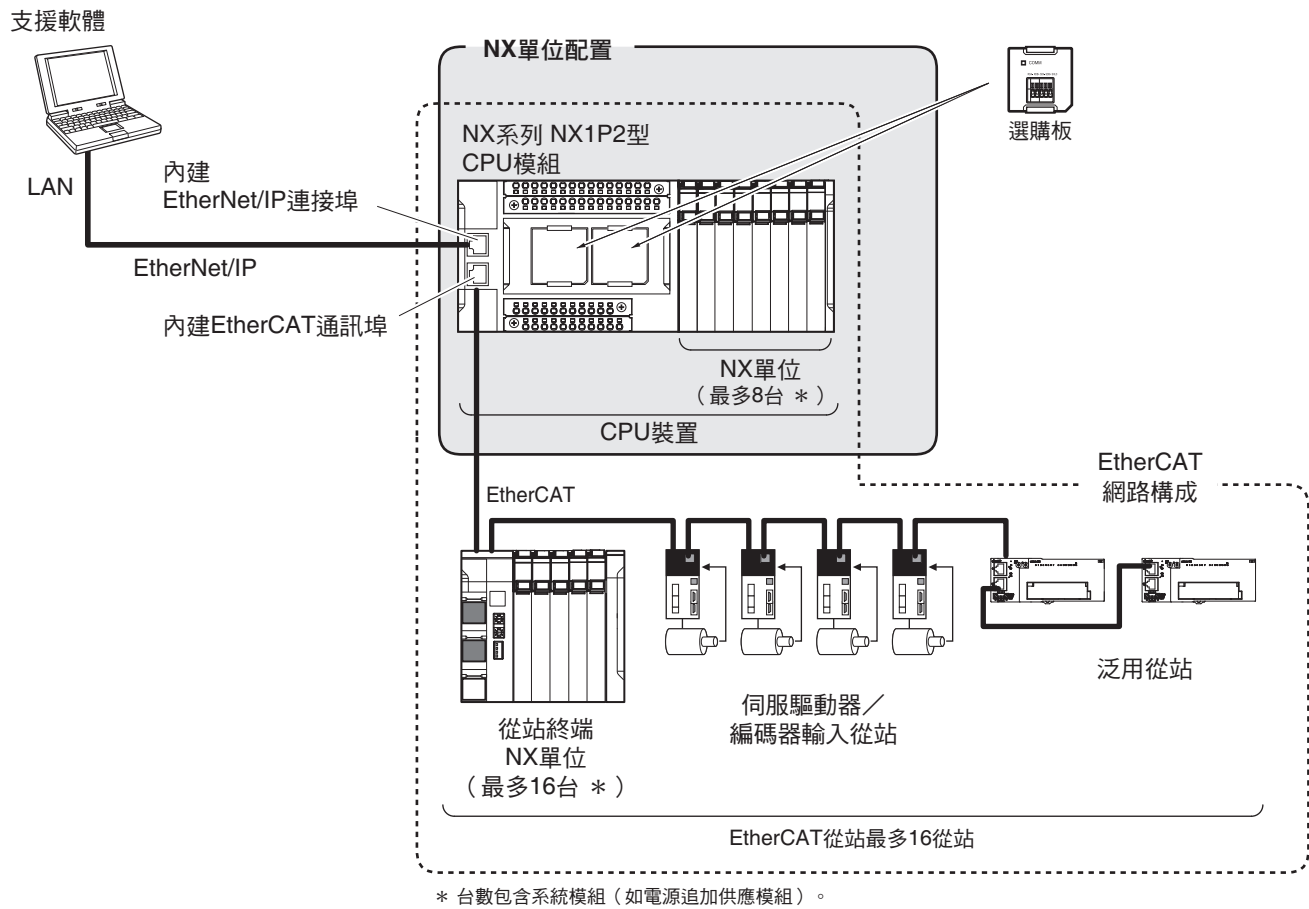 支援軟體
NX單位配置
選購板
NX系列 NX1P2型
CPU模組
LAN
內建
EtherNet/IP連接埠
EtherNet/IP
內建EtherCAT通訊埠
NX單位
（最多8台 ＊）
CPU裝置
EtherCAT
網路構成
EtherCAT
泛用從站
伺服驅動器／
編碼器輸入從站
從站終端
NX單位
（最多16台 ＊）
EtherCAT從站最多16從站
＊ 台數包含系統模組（如電源追加供應模組）。